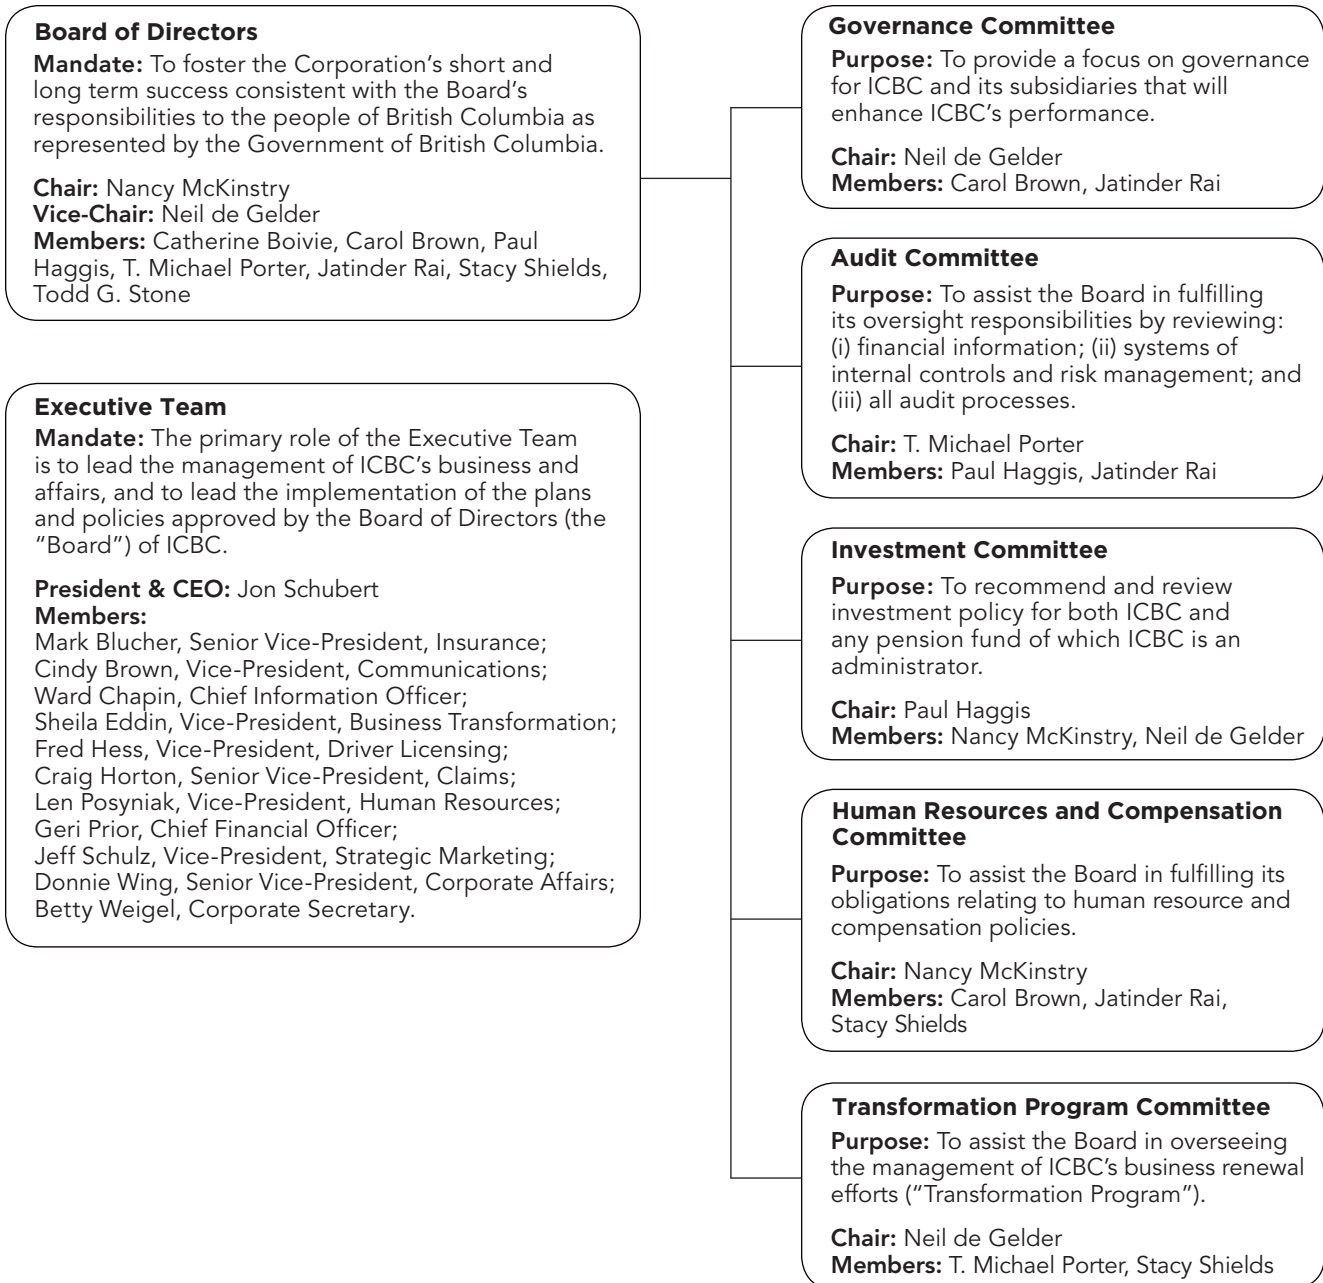 Board of Directors
Mandate: To foster the Corporation’s short and
long term success consistent with the Board’s
responsibilities to the people of British Columbia as
represented by the Government of British Columbia.
Chair: Nancy McKinstry
Vice-Chair: Neil de Gelder
Members: Catherine Boivie, Carol Brown, Paul
Haggis, T. Michael Porter, Jatinder Rai, Stacy Shields,
Todd G. Stone
Executive Team
Mandate: The primary role of the Executive Team
is to lead the management of ICBC’s business and
affairs, and to lead the implementation of the plans
and policies approved by the Board of Directors (the
“Board”) of ICBC.
President & CEO: Jon Schubert
Members:
Mark Blucher, Senior Vice-President, Insurance;
Cindy Brown, Vice-President, Communications;
Ward Chapin, Chief Information Officer;
Sheila Eddin, Vice-President, Business Transformation;
Fred Hess, Vice-President, Driver Licensing;
Craig Horton, Senior Vice-President, Claims;
Len Posyniak, Vice-President, Human Resources;
Geri Prior, Chief Financial Officer;
Jeff Schulz, Vice-President, Strategic Marketing;
Donnie Wing, Senior Vice-President, Corporate Affairs;
Betty Weigel, Corporate Secretary.
Governance Committee
Purpose: To provide a focus on governance
for ICBC and its subsidiaries that will
enhance ICBC’s performance.
Chair: Neil de Gelder
Members: Carol Brown, Jatinder Rai
Audit Committee
Purpose: To assist the Board in fulfilling
its oversight responsibilities by reviewing:
(i) financial information; (ii) systems of
internal controls and risk management; and
(iii) all audit processes.
Chair: T. Michael Porter
Members: Paul Haggis, Jatinder Rai
Investment Committee
Purpose: To recommend and review
investment policy for both ICBC and
any pension fund of which ICBC is an
administrator.
Chair: Paul Haggis
Members: Nancy McKinstry, Neil de Gelder
Human Resources and Compensation
Committee
Purpose: To assist the Board in fulfilling its
obligations relating to human resource and
compensation policies.
Chair: Nancy McKinstry
Members: Carol Brown, Jatinder Rai,
Stacy Shields
Transformation Program Committee
Purpose: To assist the Board in overseeing
the management of ICBC’s business renewal
efforts (“Transformation Program”).
Chair: Neil de Gelder
Members: T. Michael Porter, Stacy Shields